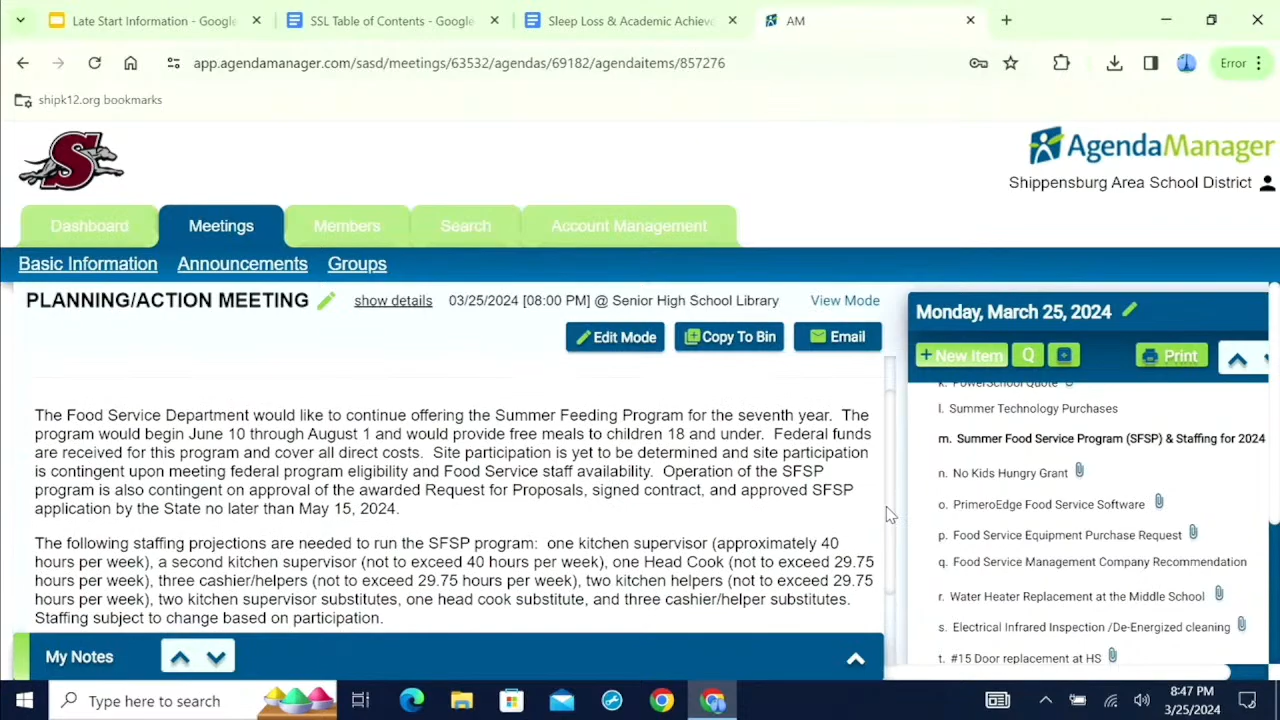 Late Start Information - Google
SSL Table of Contents - Google
Sleep Loss & Academic Achieve
AM
app.agendamanager.com/sasd/meetings/63532/agendas/69182/agendaitems/857276
Error
shipk12.org bookmarks
S
AgendaManager
Shippensburg Area School District
Dashboard
Meetings
Members
Search
Account Management
Basic Information
Announcements
Groups
PLANNING/ACTION MEETING
show details
03/25/2024 [08:00 PM] @ Senior High School Library
View Mode
Edit Mode
Copy To Bin
Email
The Food Service Department would like to continue offering the Summer Feeding Program for the seventh year. The
program would begin June 10 through August 1 and would provide free meals to children 18 and under. Federal funds
are received for this program and cover all direct costs. Site participation is yet to be determined and site participation
is contingent upon meeting federal program eligibility and Food Service staff availability. Operation of the SFSP
program is also contingent on approval of the awarded Request for Proposals, signed contract, and approved SFSP
application by the State no later than May 15, 2024.
The following staffing projections are needed to run the SFSP program: one kitchen supervisor (approximately 40
hours per week), a second kitchen supervisor (not to exceed 40 hours per week), one Head Cook (not to exceed 29.75
hours per week), three cashier/helpers (not to exceed 29.75 hours per week), two kitchen helpers (not to exceed 29.75
hours per week), two kitchen supervisor substitutes, one head cook substitute, and three cashier/helper substitutes.
Staffing subject to change based on participation.
My Notes
Monday, March 25, 2024
+ New Item
Q
Print
k. PowerSchool Quote
l. Summer Technology Purchases
m. Summer Food Service Program (SFSP) & Staffing for 2024
n. No Kids Hungry Grant
o. PrimeroEdge Food Service Software
p. Food Service Equipment Purchase Request
q. Food Service Management Company Recommendation
r. Water Heater Replacement at the Middle School
s. Electrical Infrared Inspection /De-Energized cleaning
t. #15 Door replacement at HS
Type here to search
8:47 PM
3/25/2024